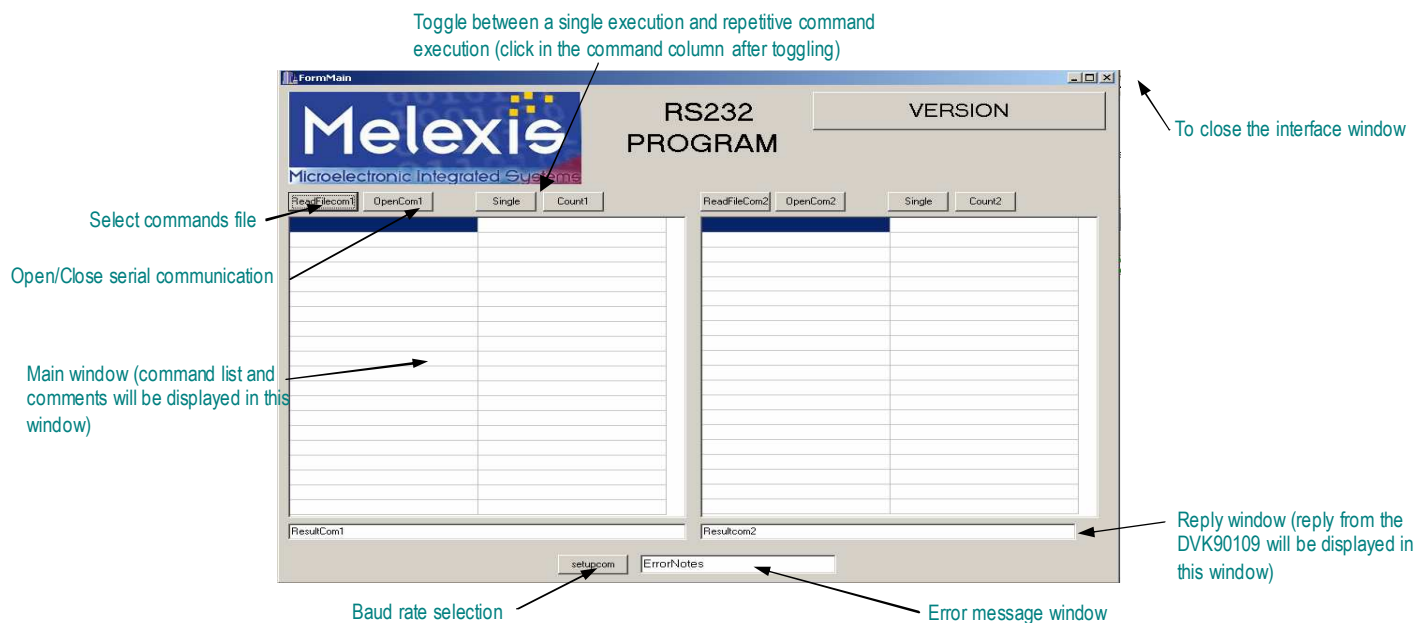 Toggle between a single execution and repetitive command
execution (click in the command column after toggling)
FormMain
Melexis
Microelectronic Integrated Systems
RS232
PROGRAM
VERSION
To close the interface window
ReadFilecom1 OpenCom1 Single Count1
ReadFileCom2 OpenCom2 Single Count2
Select commands file
Open/Close serial communication
Main window (command list and
comments will be displayed in this
window)
ResultCom1
Resultcom2
Reply window (reply from the
DVK90109 will be displayed in
this window)
setupcom ErrorNotes
Baud rate selection
Error message window